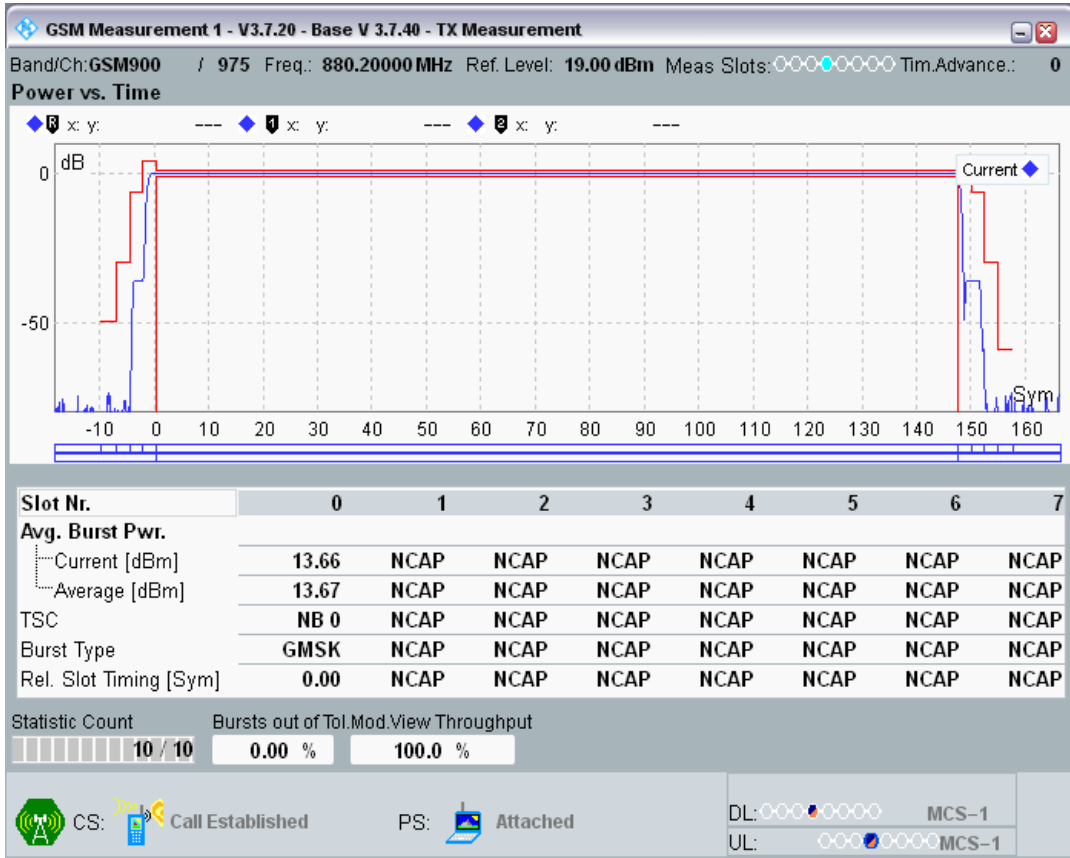 GSM Measurement 1 - V3.7.20 - Base V 3.7.40 - TX Measurement
Band/Ch:GSM900 / 975 Freq.: 880.20000 MHz Ref. Level: 19.00 dBm Meas Slots: Tim.Advance.: 0
Power vs. Time
R x: y: --- 1 x: y: --- 2 x: y: ---
dB
Current
0
-50
Sym
-10 0 10 20 30 40 50 60 70 80 90 100 110 120 130 140 150 160
Slot Nr. 0 1 2 3 4 5 6 7
Avg. Burst Pwr.
Current [dBm] 13.66 NCAP NCAP NCAP NCAP NCAP NCAP NCAP
Average [dBm] 13.67 NCAP NCAP NCAP NCAP NCAP NCAP NCAP
TSC NB 0 NCAP NCAP NCAP NCAP NCAP NCAP NCAP
Burst Type GMSK NCAP NCAP NCAP NCAP NCAP NCAP NCAP
Rel. Slot Timing [Sym] 0.00 NCAP NCAP NCAP NCAP NCAP NCAP NCAP
Statistic Count Bursts out of Tol.Mod.View Throughput
10 / 10 0.00 % 100.0 %
CS: Call Established PS: Attached
DL: MCS-1
UL: MCS-1